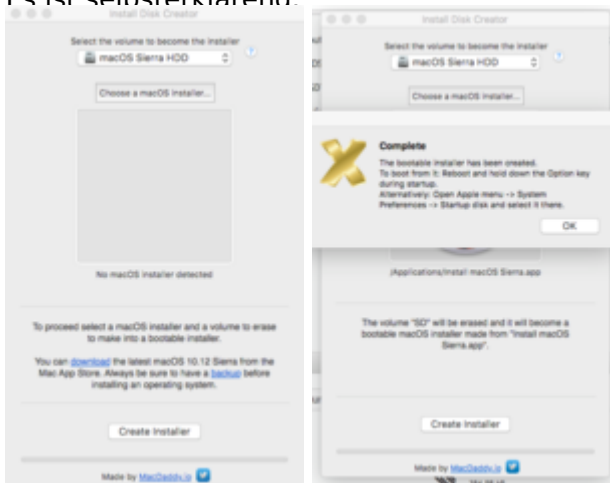 Es ist selbsterklärend.
Install Disk Creator
Select the volume to become the installer
macOS Sierra HDD
?
Choose a macOS installer...
No macOS installer detected
To proceed select a macOS installer and a volume to erase
to make into a bootable installer.
You can download the latest macOS 10.12 Sierra from the
Mac App Store. Always be sure to have a backup before
installing an operating system.
Create Installer
Made by MacDaddy.io
Install Disk Creator
Select the volume to become the installer
macOS Sierra HDD
?
Choose a macOS installer...
Complete
The bootable installer has been created.
To boot from it: Reboot and hold down the Option key
during startup.
Alternatively: Open Apple menu -> System
Preferences -> Startup disk and select it there.
OK
/Applications/Install macOS Sierra.app
The volume "SD" will be erased and it will become a
bootable macOS installer made from "Install macOS
Sierra.app".
Create Installer
Made by MacDaddy.io